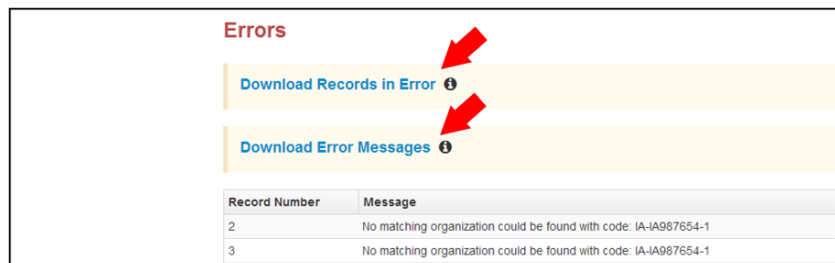 Errors
Download Records in Error
Download Error Messages
Record Number Message
2 No matching organization could be found with code: IA-IA987654-1
3 No matching organization could be found with code: IA-IA987654-1